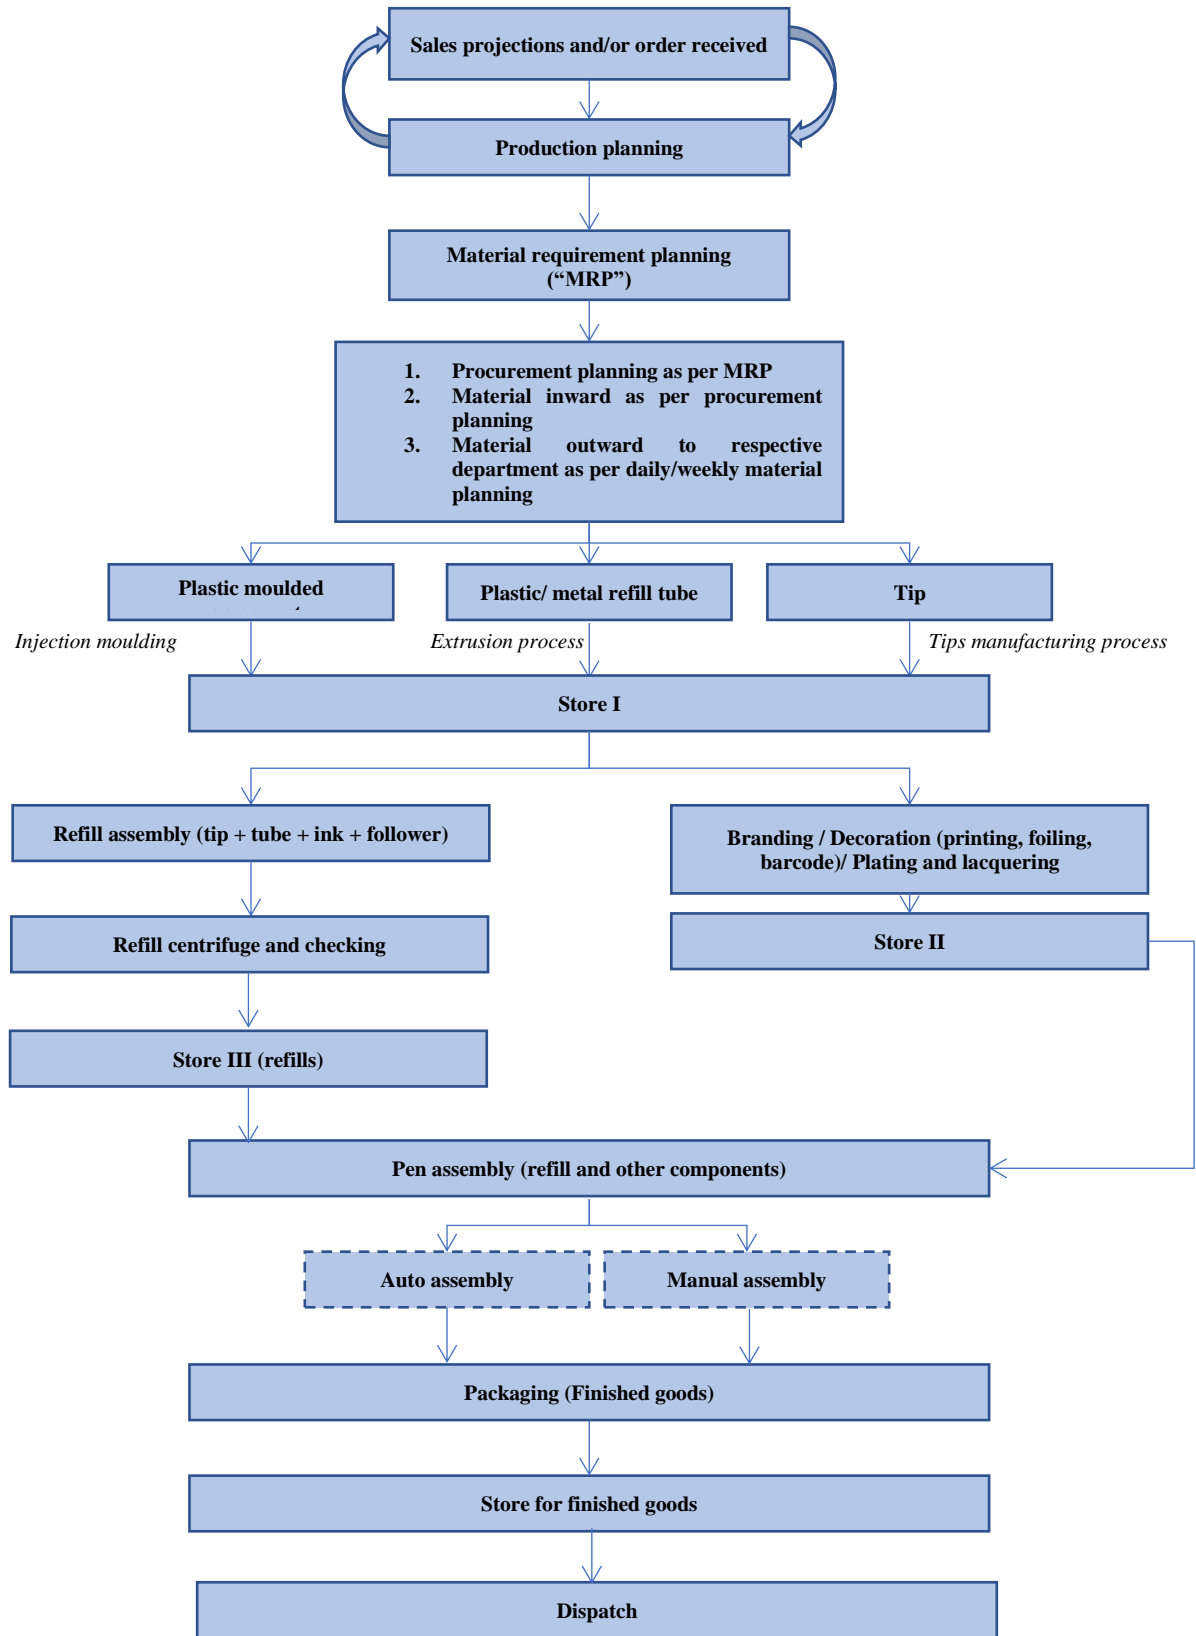 Sales projections and/or order received
Production planning
Material requirement planning
(“MRP”)
1. Procurement planning as per MRP
2. Material inward as per procurement
planning
3. Material outward to respective
department as per daily/weekly material
planning
Plastic moulded
Plastic/ metal refill tube
Tip
Injection moulding
Extrusion process
Tips manufacturing process
Store I
Refill assembly (tip + tube + ink + follower)
Branding / Decoration (printing, foiling,
barcode)/ Plating and lacquering
Refill centrifuge and checking
Store II
Store III (refills)
Pen assembly (refill and other components)
Auto assembly
Manual assembly
Packaging (Finished goods)
Store for finished goods
Dispatch